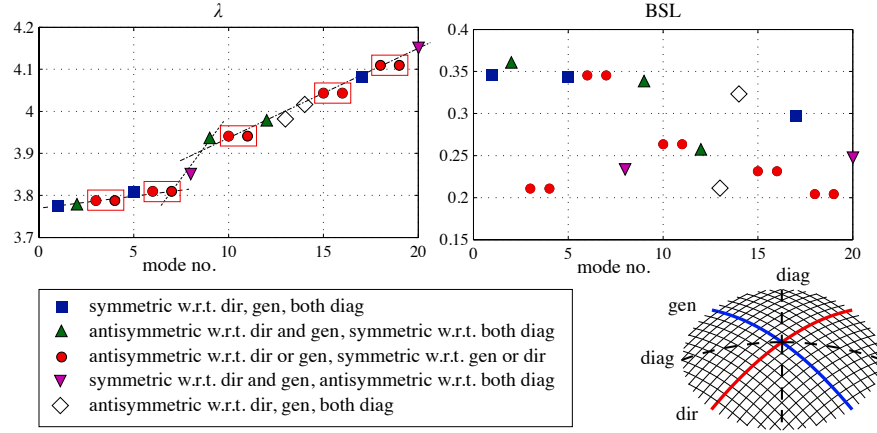 λ
4.2
4.1
4
3.9
3.8
3.7
0 5 10 15 20
mode no.
BSL
0.4
0.35
0.3
0.25
0.2
0.15
0 5 10 15 20
mode no.
symmetric w.r.t. dir, gen, both diag
antisymmetric w.r.t. dir and gen, symmetric w.r.t. both diag
antisymmetric w.r.t. dir or gen, symmetric w.r.t. gen or dir
symmetric w.r.t. dir and gen, antisymmetric w.r.t. both diag
antisymmetric w.r.t. dir, gen, both diag
diag
gen
diag
dir